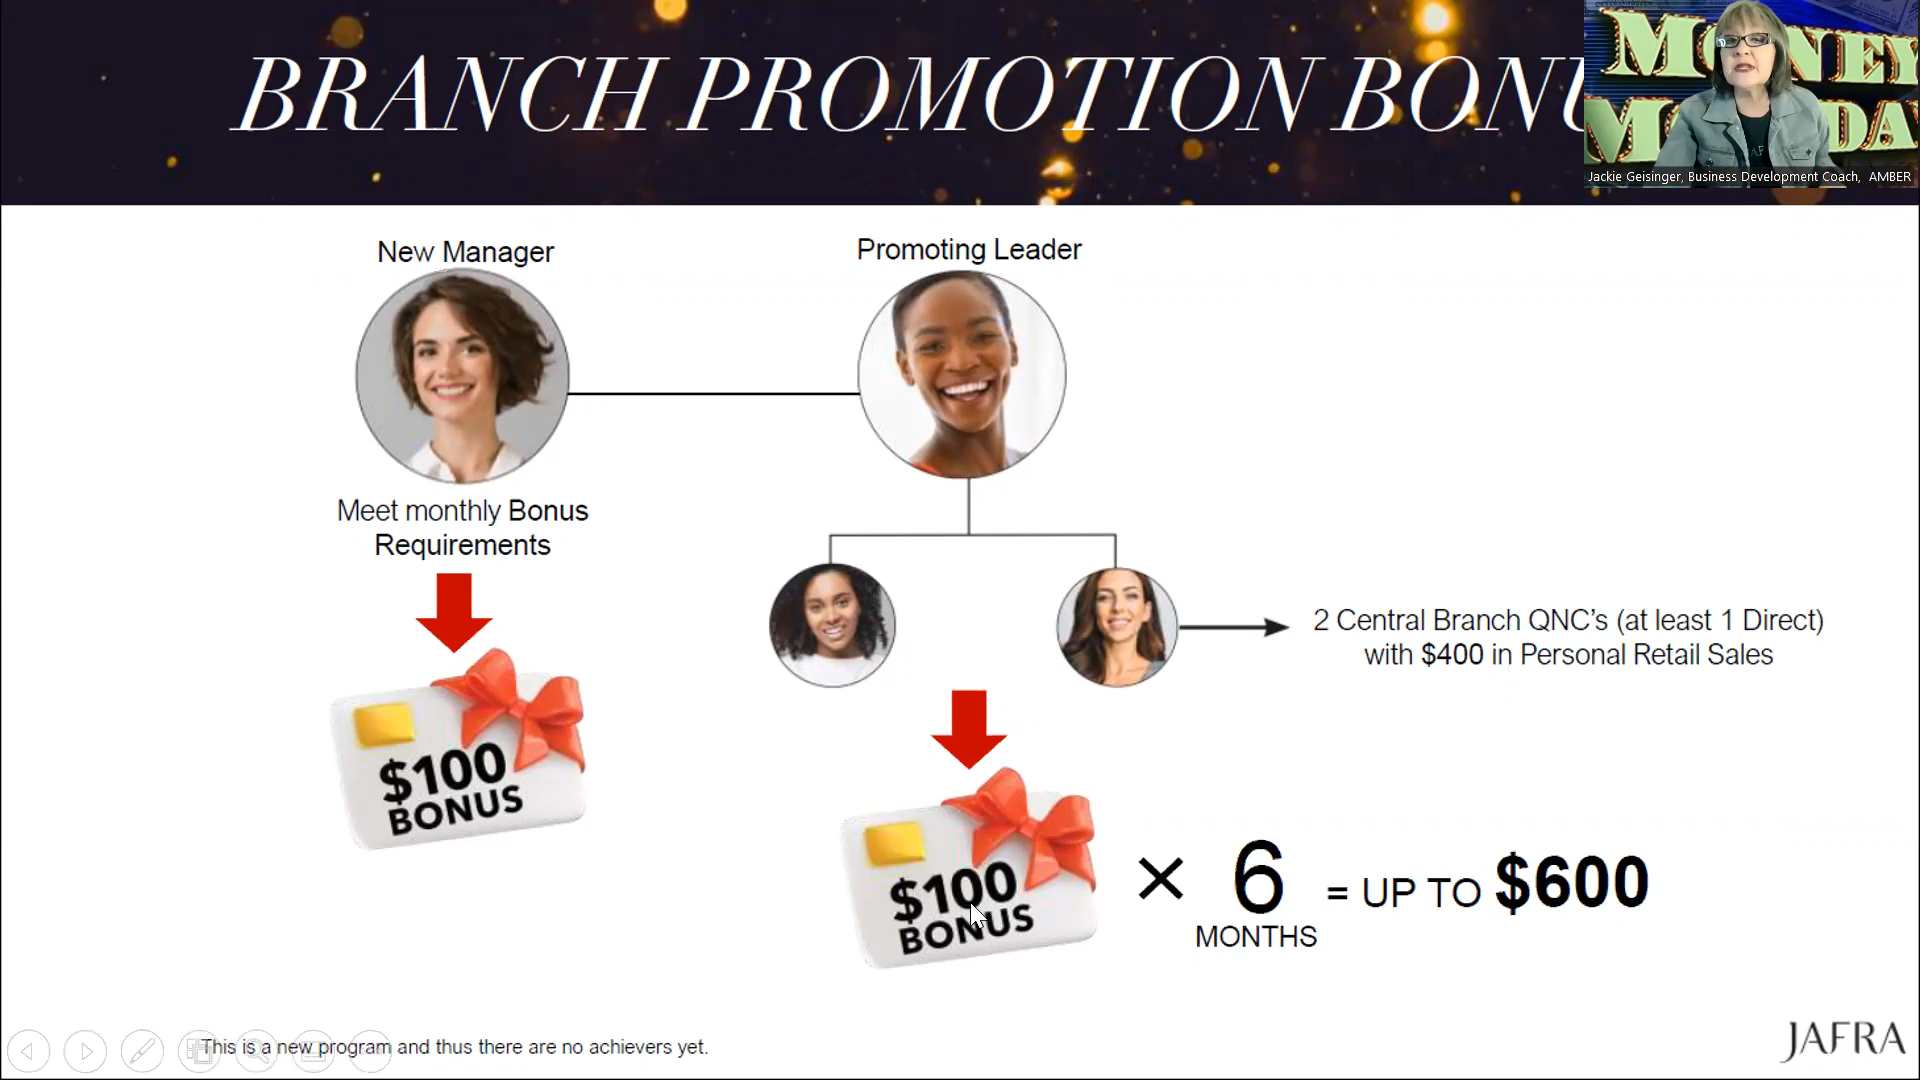 BRANCH PROMOTION BONU
MONEY
M DA
Jackie Geisinger, Business Development Coach, AMBER
New Manager
Promoting Leader
Meet monthly Bonus
Requirements
2 Central Branch QNC's (at least 1 Direct)
with $400 in Personal Retail Sales
$100
BONUS
$100
BONUS
× 6
MONTHS
= UP TO $600
This is a new program and thus there are no achievers yet.
JAFRA